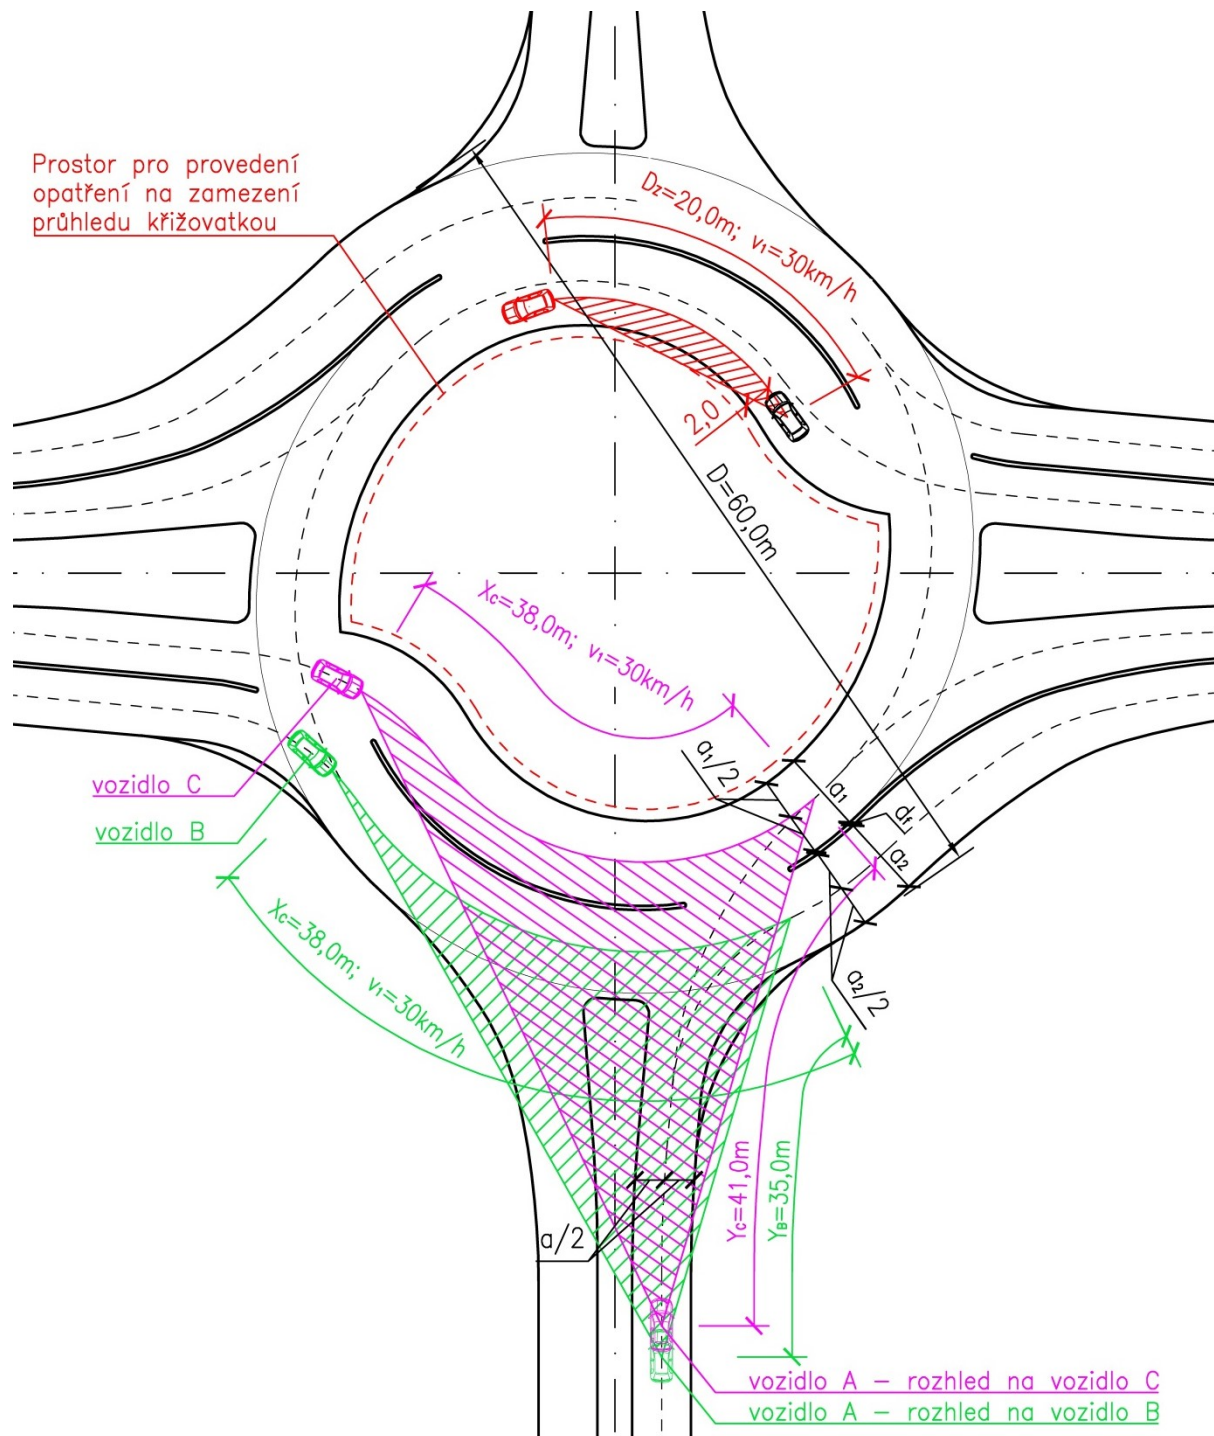 Prostor pro provedení
opatření na zamezení
průhledu křižovatkou
D₂=20,0m; v₁=30km/h
2,0
D=60,0m
Xc=38,0m; v₁=30km/h
a₁/2
a₁
df
a₂
vozidlo C
vozidlo B
Xc=38,0m; v₁=30km/h
a₂/2
Yc=41,0m
YB=35,0m
a/2
vozidlo A – rozhled na vozidlo C
vozidlo A – rozhled na vozidlo B